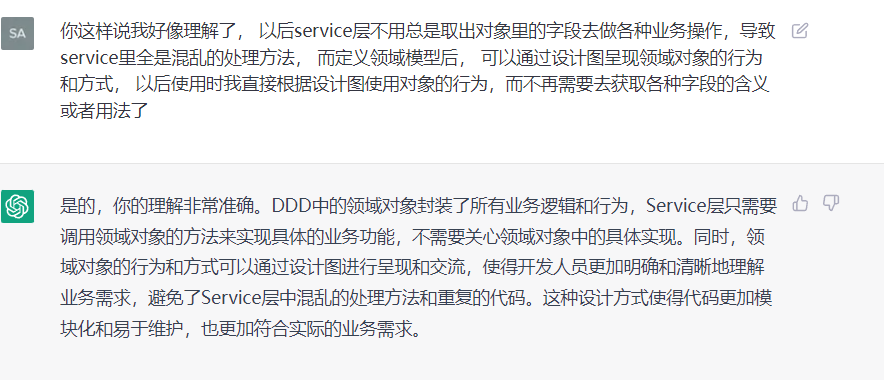 SA
你这样说我好像理解了， 以后service层不用总是取出对象里的字段去做各种业务操作，导致
service里全是混乱的处理方法， 而定义领域模型后， 可以通过设计图呈现领域对象的行为
和方式， 以后使用时我直接根据设计图使用对象的行为，而不再需要去获取各种字段的含义
或者用法了
是的，你的理解非常准确。DDD中的领域对象封装了所有业务逻辑和行为，Service层只需要
调用领域对象的方法来实现具体的业务功能，不需要关心领域对象中的具体实现。同时，领
域对象的行为和方式可以通过设计图进行呈现和交流，使得开发人员更加明确和清晰地理解
业务需求，避免了Service层中混乱的处理方法和重复的代码。这种设计方式使得代码更加模
块化和易于维护，也更加符合实际的业务需求。